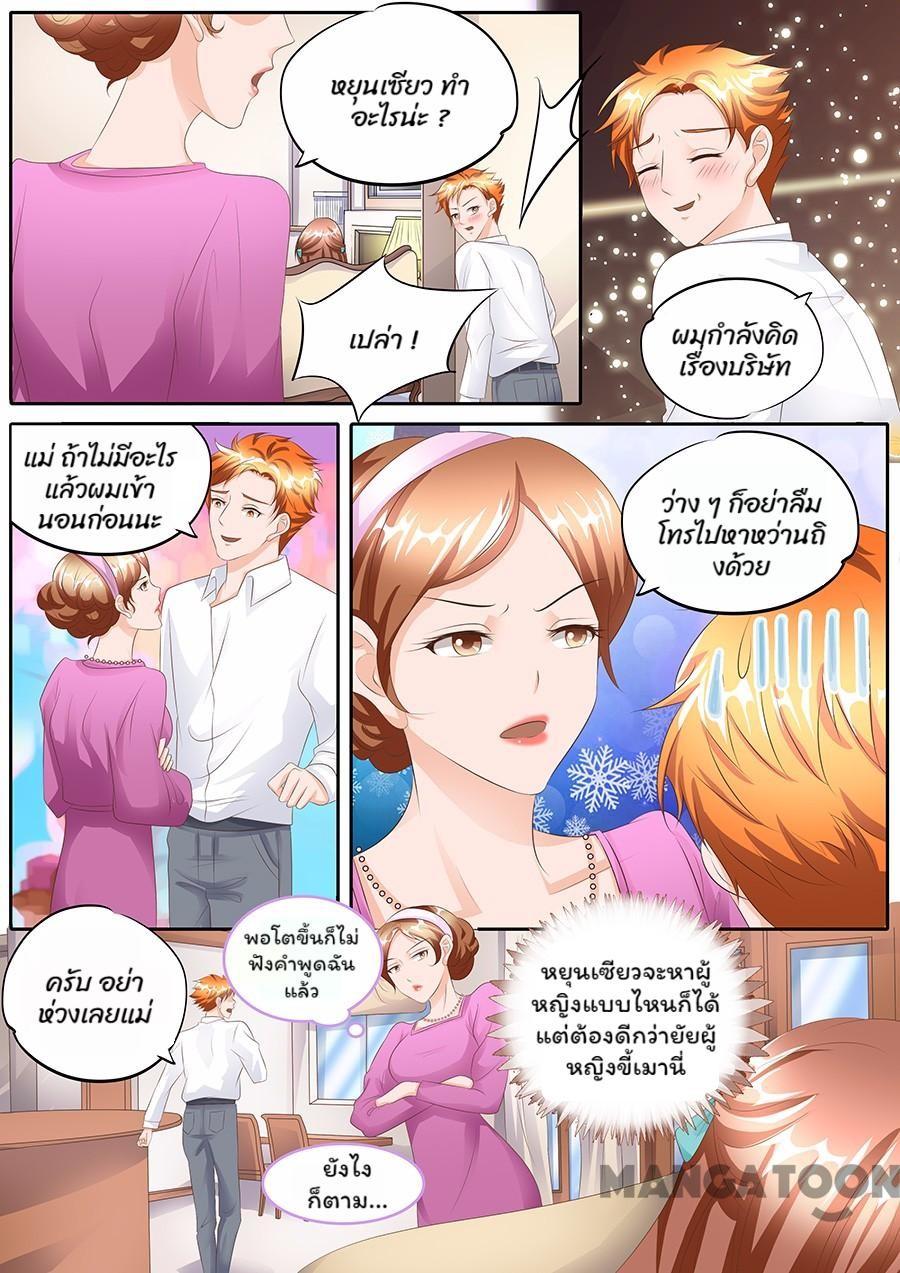 หยุนเซียว ทำ
อะไรน่ะ ?
เปล่า !
ผมกำลังคิด
เรื่องบริษัท
แม่ ถ้าไม่มีอะไร
แล้วผมเข้า
นอนก่อนนะ
ว่าง ๆ ก็อย่าลืม
โทรไปหาหว่านถิ
งด้วย
ครับ อย่า
ห่วงเลยแม่
พอโตขึ้นก็ไม่
ฟังคำพูดฉัน
แล้ว
ยังไง
ก็ตาม...
หยุนเซียวจะหาผู้
หญิงแบบไหนก็ได้
แต่ต้องดีกว่ายัยผู้
หญิงขี้เมานี่
MANGATOON